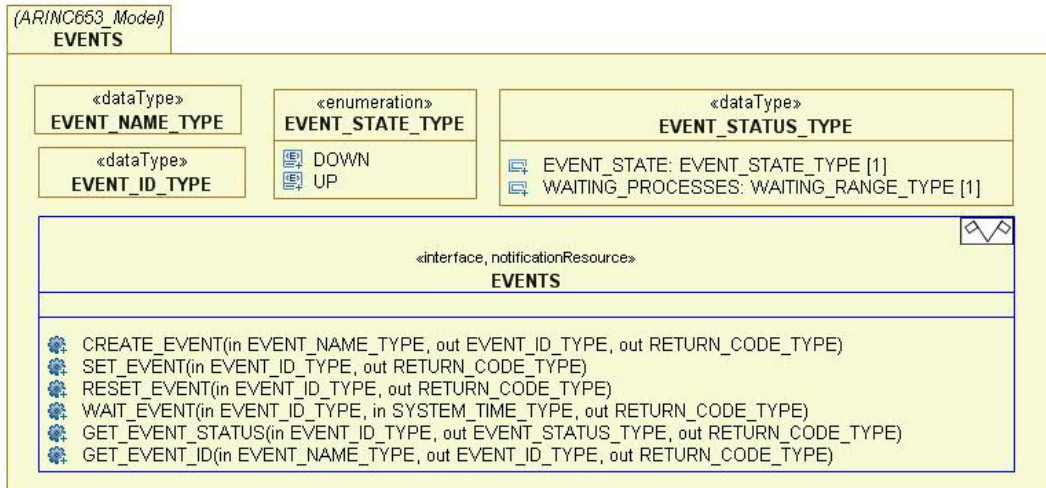 (ARINC653_Model)
EVENTS
«dataType»
EVENT_NAME_TYPE
«dataType»
EVENT_ID_TYPE
«enumeration»
EVENT_STATE_TYPE
DOWN
UP
«dataType»
EVENT_STATUS_TYPE
EVENT_STATE: EVENT_STATE_TYPE [1]
WAITING_PROCESSES: WAITING_RANGE_TYPE [1]
«interface, notificationResource»
EVENTS
CREATE_EVENT(in EVENT_NAME_TYPE, out EVENT_ID_TYPE, out RETURN_CODE_TYPE)
SET_EVENT(in EVENT_ID_TYPE, out RETURN_CODE_TYPE)
RESET_EVENT(in EVENT_ID_TYPE, out RETURN_CODE_TYPE)
WAIT_EVENT(in EVENT_ID_TYPE, in SYSTEM_TIME_TYPE, out RETURN_CODE_TYPE)
GET_EVENT_STATUS(in EVENT_ID_TYPE, out EVENT_STATUS_TYPE, out RETURN_CODE_TYPE)
GET_EVENT_ID(in EVENT_NAME_TYPE, out EVENT_ID_TYPE, out RETURN_CODE_TYPE)